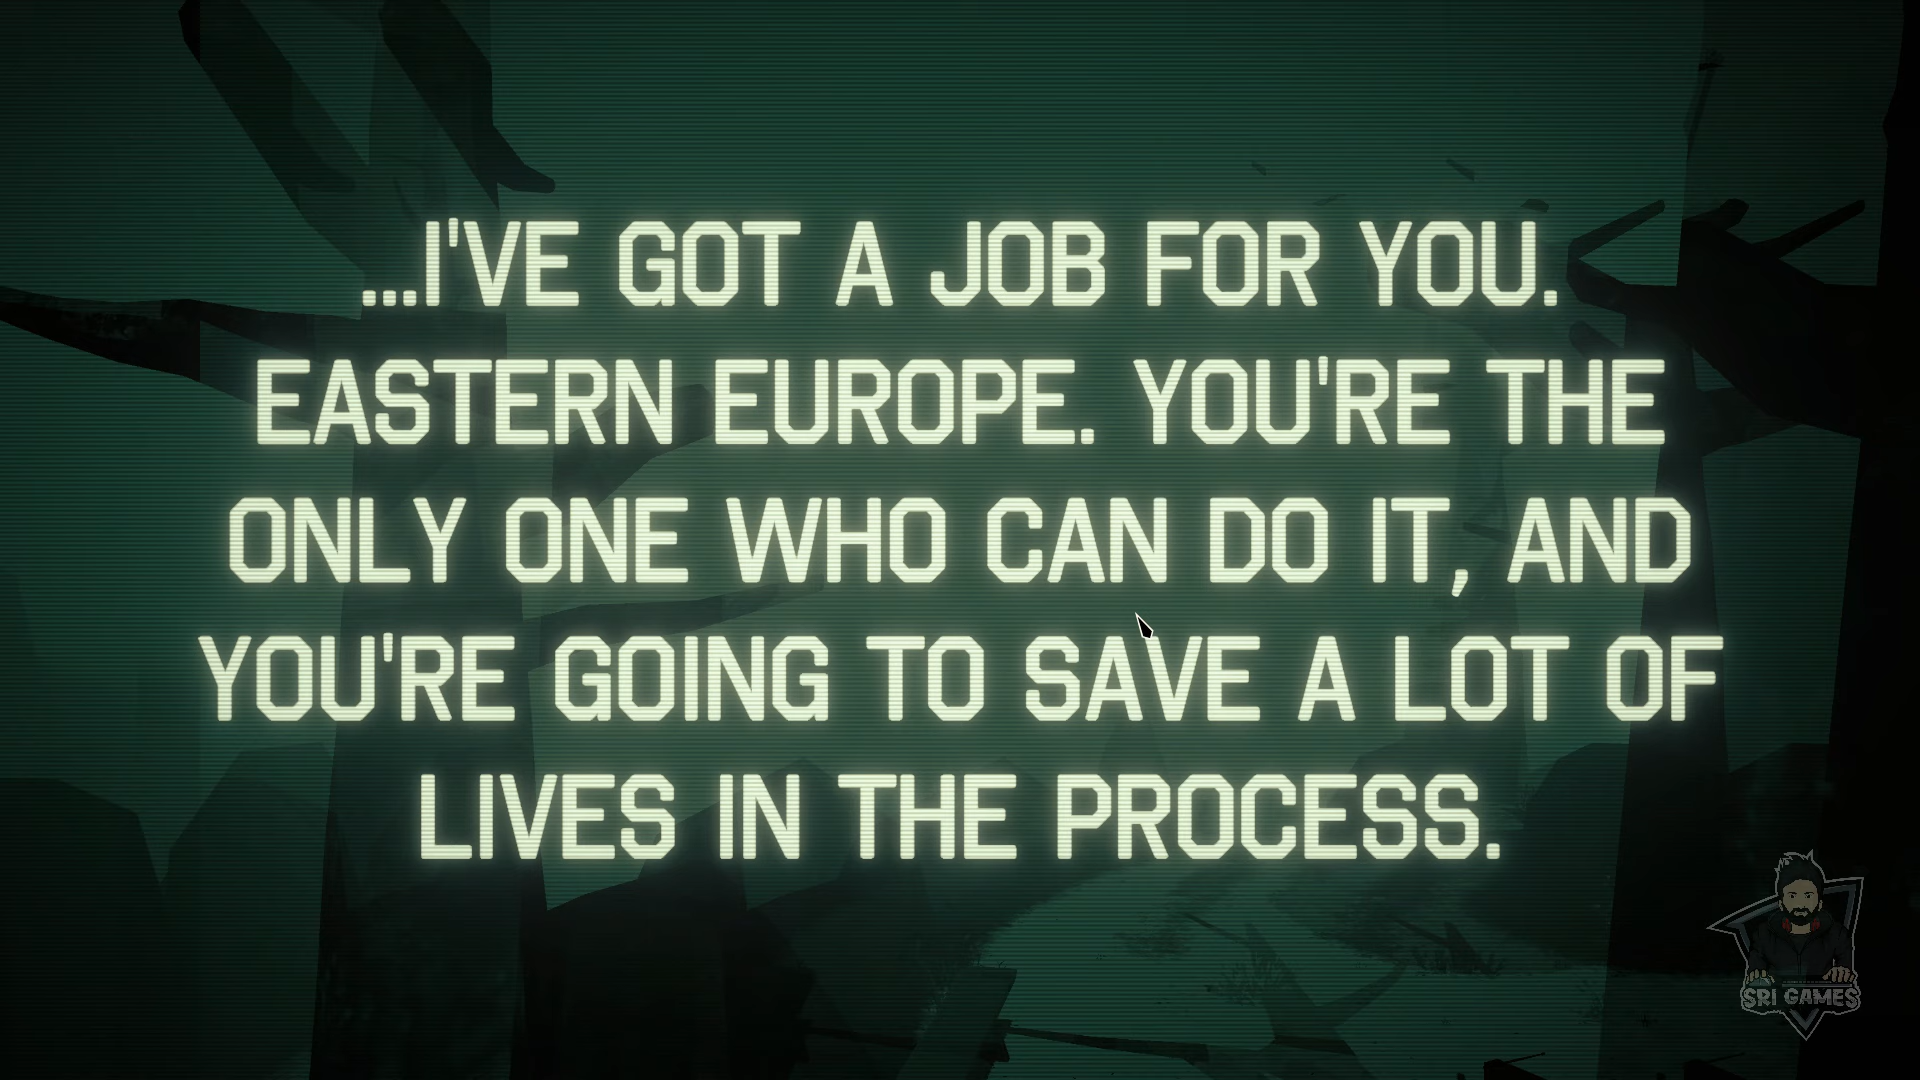 ...I'VE GOT A JOB FOR YOU.
EASTERN EUROPE. YOU'RE THE
ONLY ONE WHO CAN DO IT, AND
YOU'RE GOING TO SAVE A LOT OF
LIVES IN THE PROCESS.
SRI GAMES